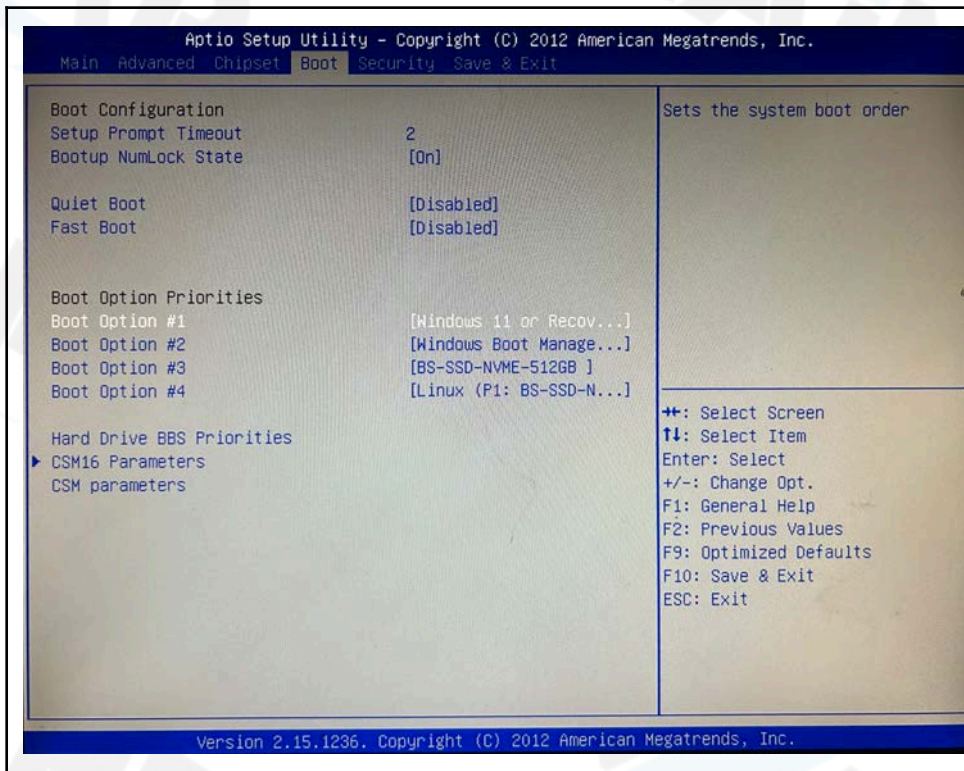 Aptio Setup Utility – Copyright (C) 2012 American Megatrends, Inc.
Main Advanced Chipset Boot Security Save & Exit
Boot Configuration
Setup Prompt Timeout 2
Bootup NumLock State [On]
Quiet Boot [Disabled]
Fast Boot [Disabled]
Boot Option Priorities
Boot Option #1 [Windows 11 or Recov...]
Boot Option #2 [Windows Boot Manage...]
Boot Option #3 [BS-SSD-NVME-512GB ]
Boot Option #4 [Linux (P1: BS-SSD-N...]
Hard Drive BBS Priorities
CSM16 Parameters
CSM parameters
Sets the system boot order
→←: Select Screen
↑↓: Select Item
Enter: Select
+/-: Change Opt.
F1: General Help
F2: Previous Values
F9: Optimized Defaults
F10: Save & Exit
ESC: Exit
Version 2.15.1236. Copyright (C) 2012 American Megatrends, Inc.